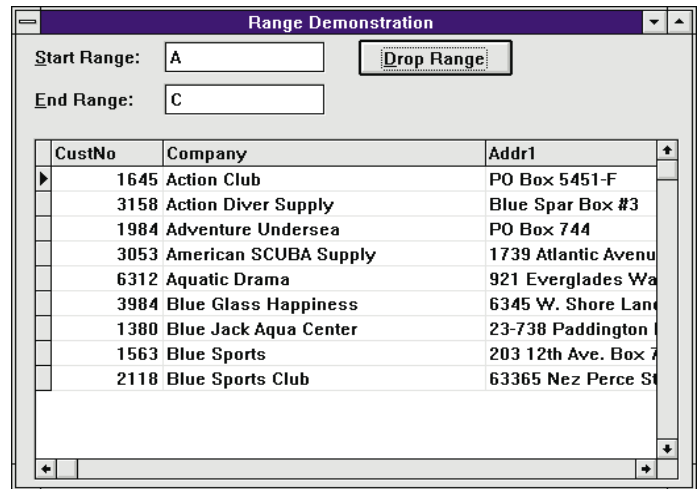 Range Demonstration
Start Range: A Drop Range
End Range: C
CustNo Company Addr1
1645 Action Club PO Box 5451-F
3158 Action Diver Supply Blue Spar Box #3
1984 Adventure Undersea PO Box 744
3053 American SCUBA Supply 1739 Atlantic Avenu
6312 Aquatic Drama 921 Everglades Wa
3984 Blue Glass Happiness 6345 W. Shore Lan
1380 Blue Jack Aqua Center 23-738 Paddington
1563 Blue Sports 203 12th Ave. Box
2118 Blue Sports Club 63365 Nez Perce St